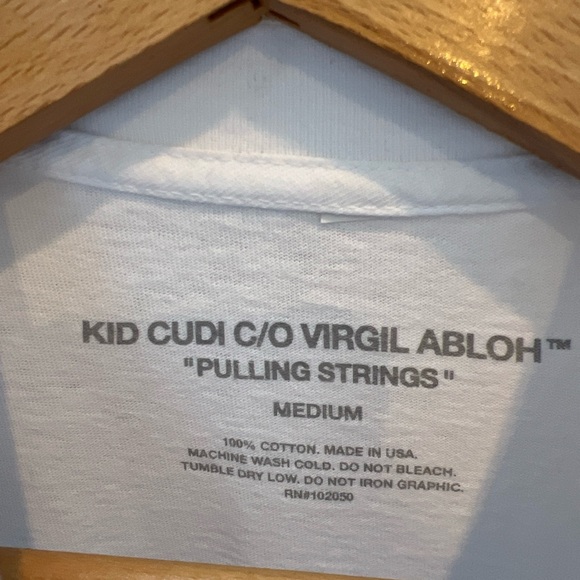 KID CUDI C/O VIRGIL ABLOH™
"PULLING STRINGS"
MEDIUM
100% COTTON. MADE IN USA.
MACHINE WASH COLD. DO NOT BLEACH.
TUMBLE DRY LOW. DO NOT IRON GRAPHIC.
RN#102050